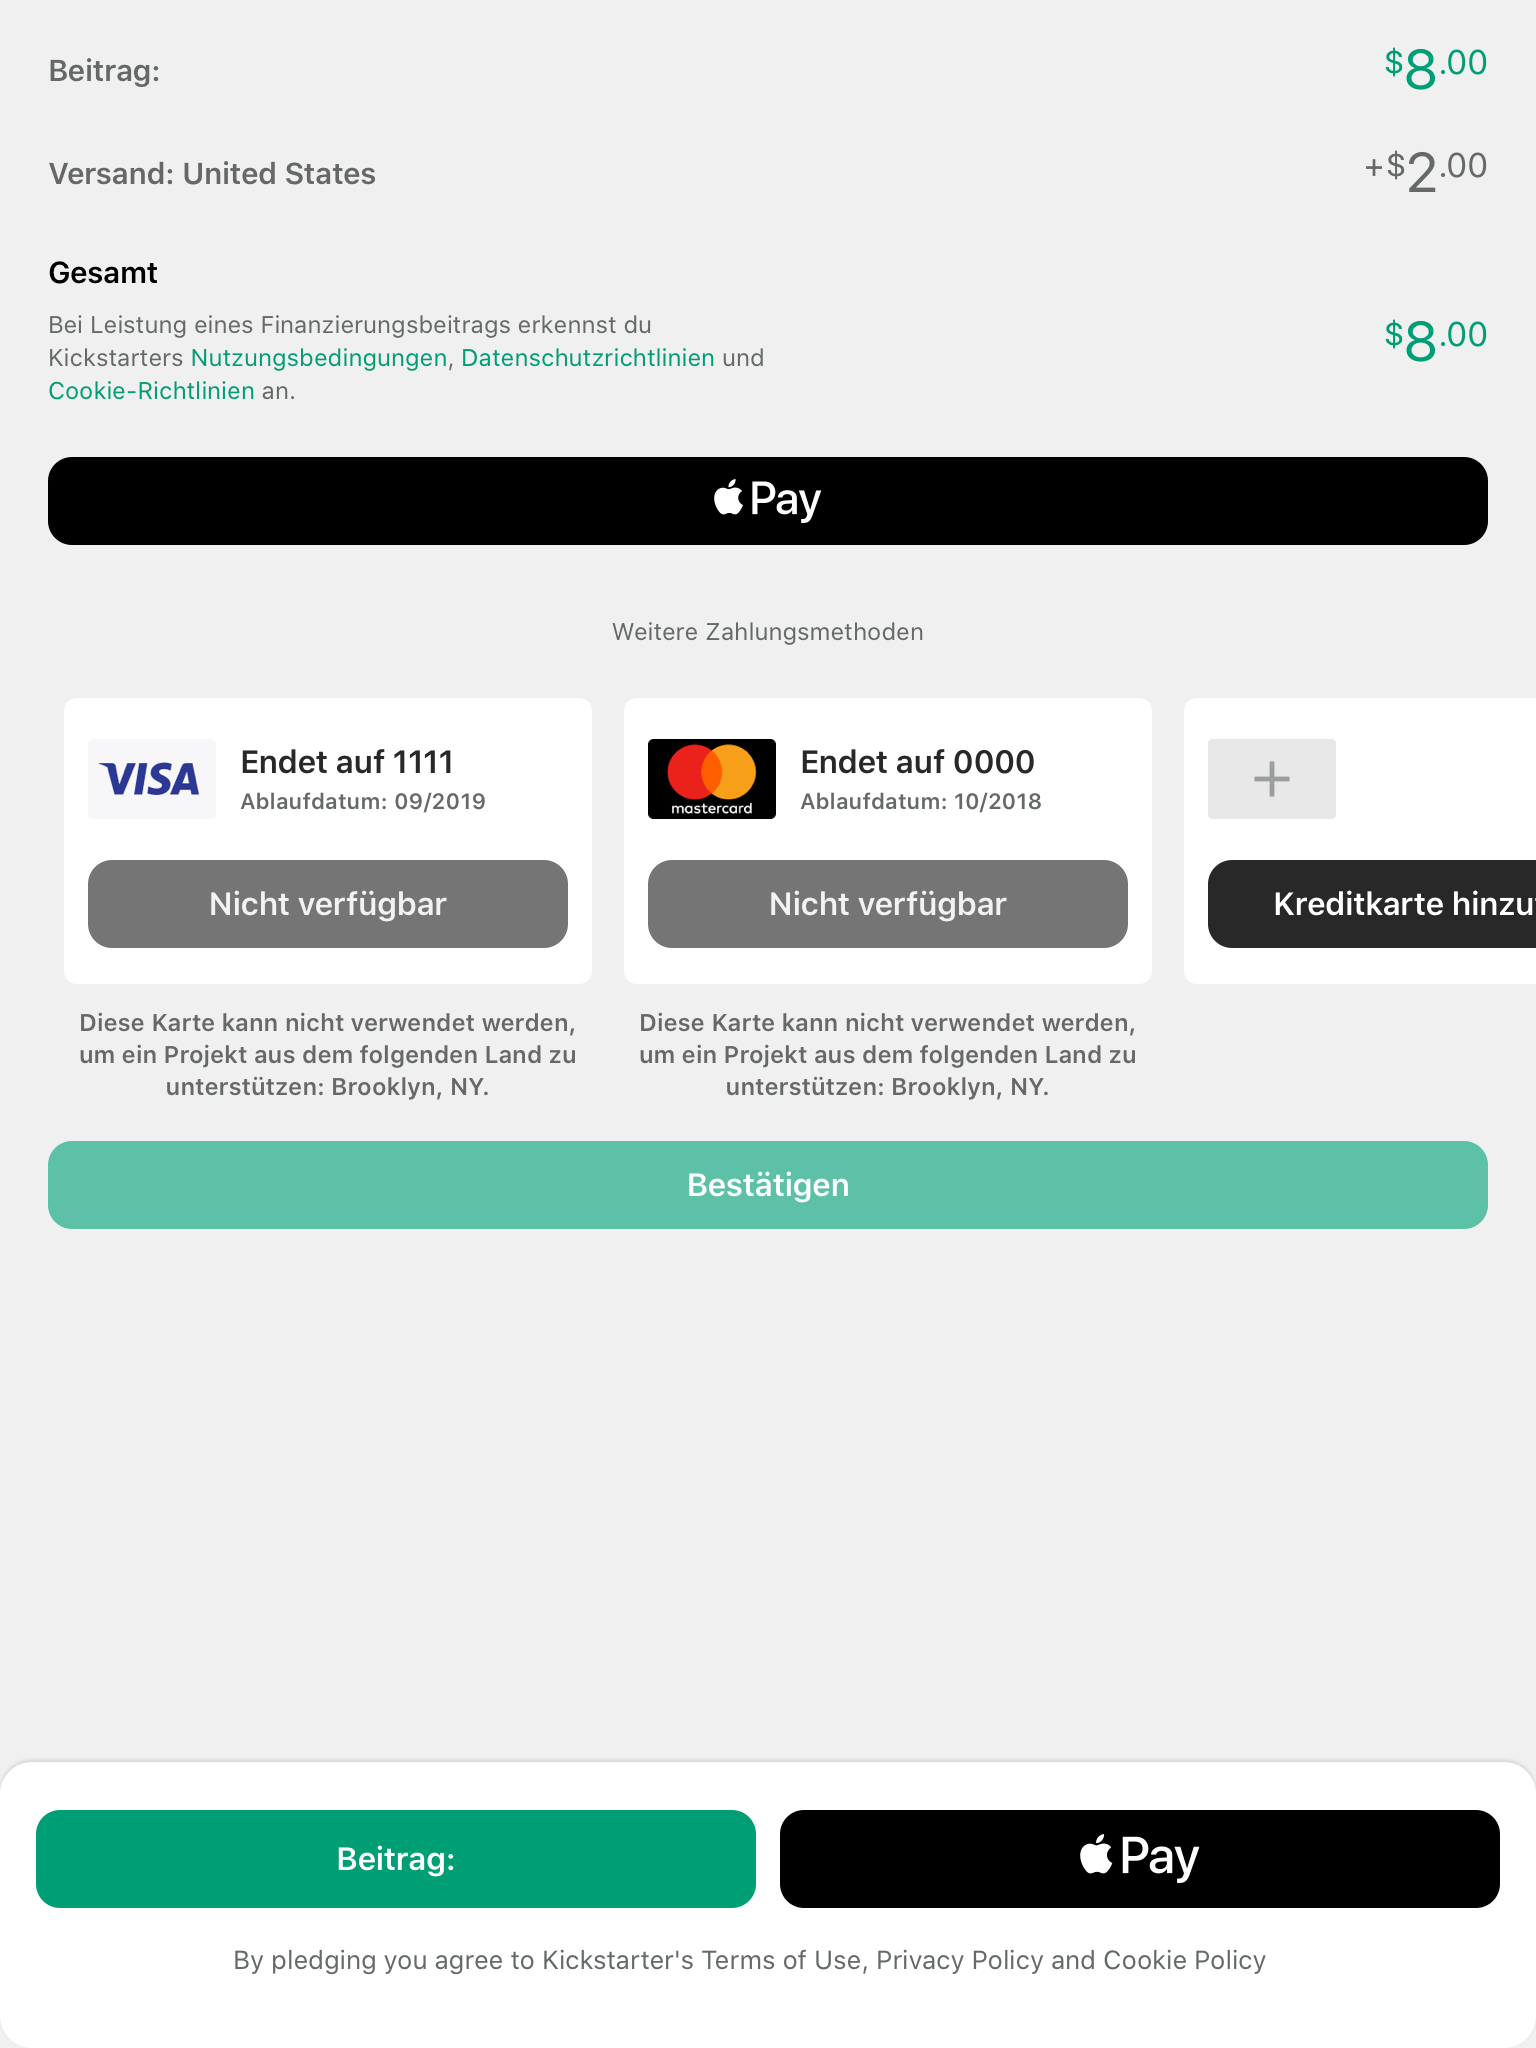 Beitrag:
$8.00
Versand: United States
+$2.00
Gesamt
Bei Leistung eines Finanzierungsbeitrags erkennst du
Kickstarters Nutzungsbedingungen, Datenschutzrichtlinien und
Cookie-Richtlinien an.
$8.00
Pay
Weitere Zahlungsmethoden
VISA
Endet auf 1111
Ablaufdatum: 09/2019
Nicht verfügbar
Diese Karte kann nicht verwendet werden,
um ein Projekt aus dem folgenden Land zu
unterstützen: Brooklyn, NY.
mastercard
Endet auf 0000
Ablaufdatum: 10/2018
Nicht verfügbar
Diese Karte kann nicht verwendet werden,
um ein Projekt aus dem folgenden Land zu
unterstützen: Brooklyn, NY.
Kreditkarte
Bestätigen
Beitrag:
Pay
By pledging you agree to Kickstarter's Terms of Use, Privacy Policy and Cookie Policy